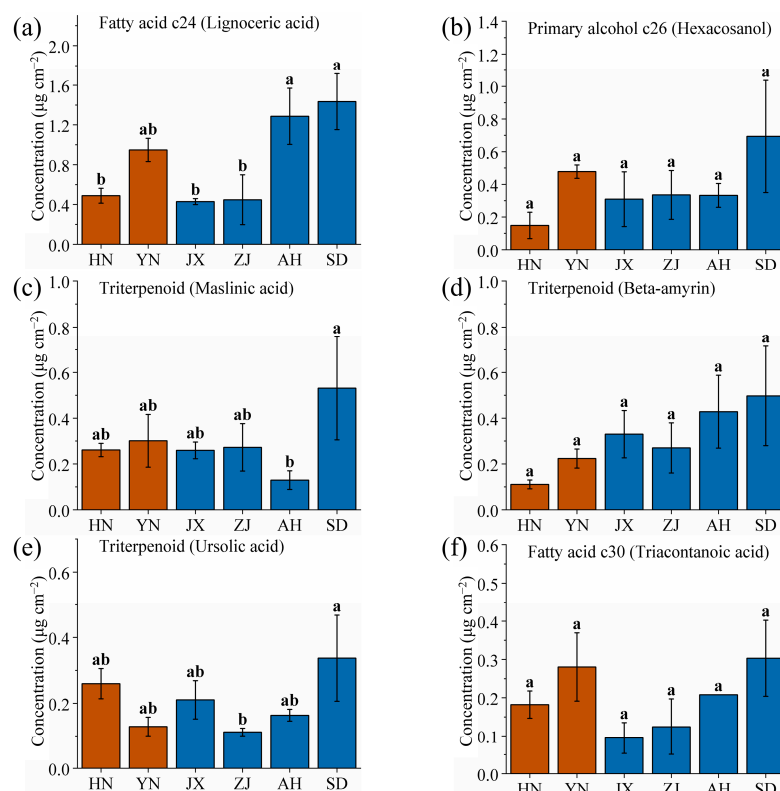 (a)
Fatty acid c24 (Lignoceric acid)
Concentration (µg cm⁻²)
2.0
1.6
1.2
0.8
0.4
0.0
b
ab
b
b
a
a
HN YN JX ZJ AH SD
(b)
Primary alcohol c26 (Hexacosanol)
Concentration (µg cm⁻²)
1.4
1.2
1.0
0.8
0.6
0.4
0.2
0.0
a
a
a
a
a
a
HN YN JX ZJ AH SD
(c)
Triterpenoid (Maslinic acid)
Concentration (µg cm⁻²)
1.0
0.8
0.6
0.4
0.2
0.0
ab
ab
ab
ab
b
a
HN YN JX ZJ AH SD
(d)
Triterpenoid (Beta-amyrin)
Concentration (µg cm⁻²)
1.0
0.8
0.6
0.4
0.2
0.0
a
a
a
a
a
a
HN YN JX ZJ AH SD
(e)
Triterpenoid (Ursolic acid)
Concentration (µg cm⁻²)
0.6
0.4
0.2
0.0
ab
ab
ab
b
ab
a
HN YN JX ZJ AH SD
(f)
Fatty acid c30 (Triacontanoic acid)
Concentration (µg cm⁻²)
0.6
0.5
0.4
0.3
0.2
0.1
0.0
a
a
a
a
a
a
HN YN JX ZJ AH SD